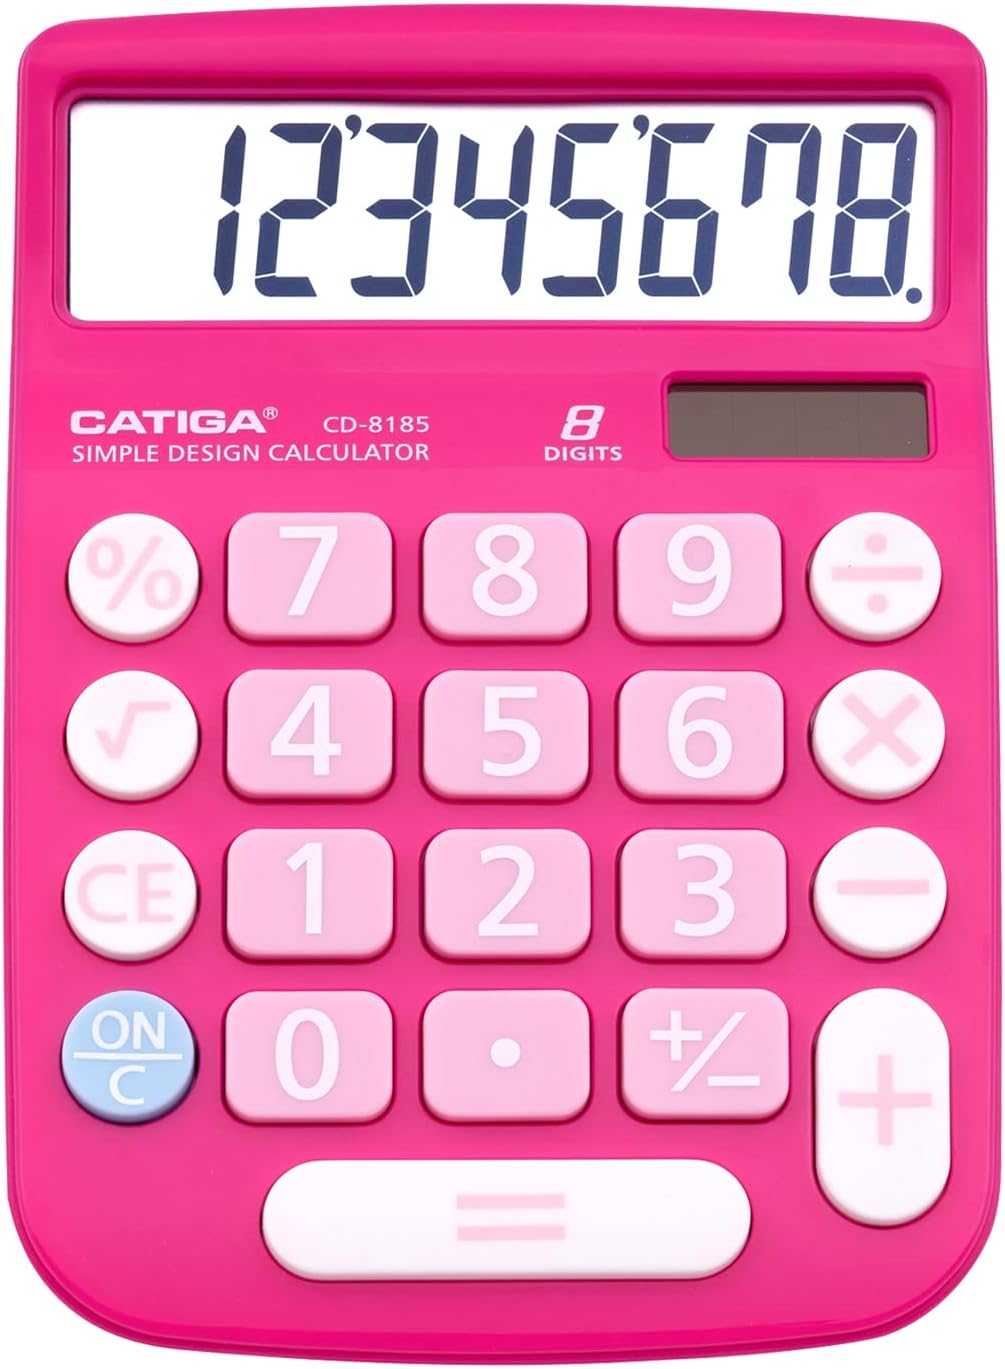 12'345'678.
CATIGA® CD-8185
SIMPLE DESIGN CALCULATOR
8
DIGITS
% 7 8 9 ÷
√ 4 5 6 ×
CE 1 2 3 −
ON/C 0 . +/− +
=